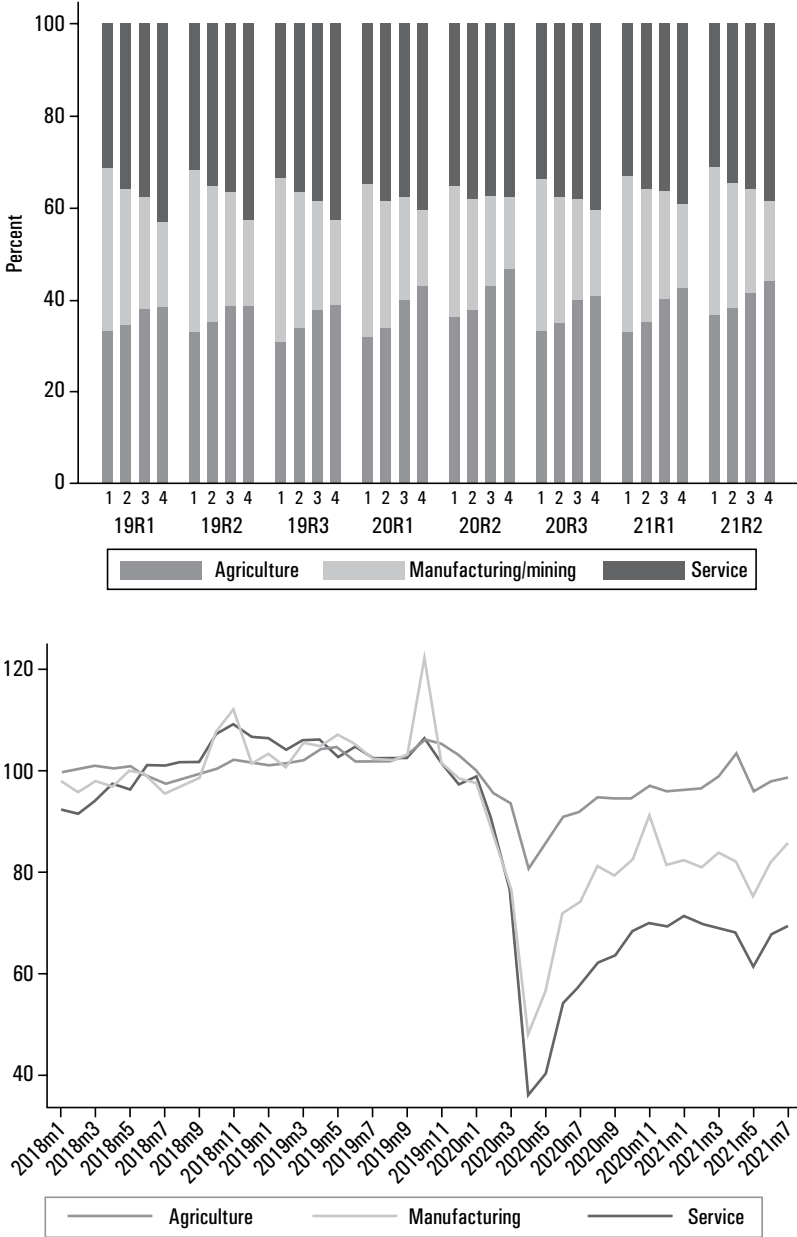 100
80
60
40
20
0
Percent
1 2 3 4 1 2 3 4 1 2 3 4 1 2 3 4 1 2 3 4 1 2 3 4 1 2 3 4 1 2 3 4
19R1 19R2 19R3 20R1 20R2 20R3 21R1 21R2
Agriculture Manufacturing/mining Service
120
100
80
60
40
2018m1 2018m3 2018m5 2018m7 2018m9 2018m11 2019m1 2019m3 2019m5 2019m7 2019m9 2019m11 2020m1 2020m3 2020m5 2020m7 2020m9 2020m11 2021m1 2021m3 2021m5 2021m7
Agriculture Manufacturing Service